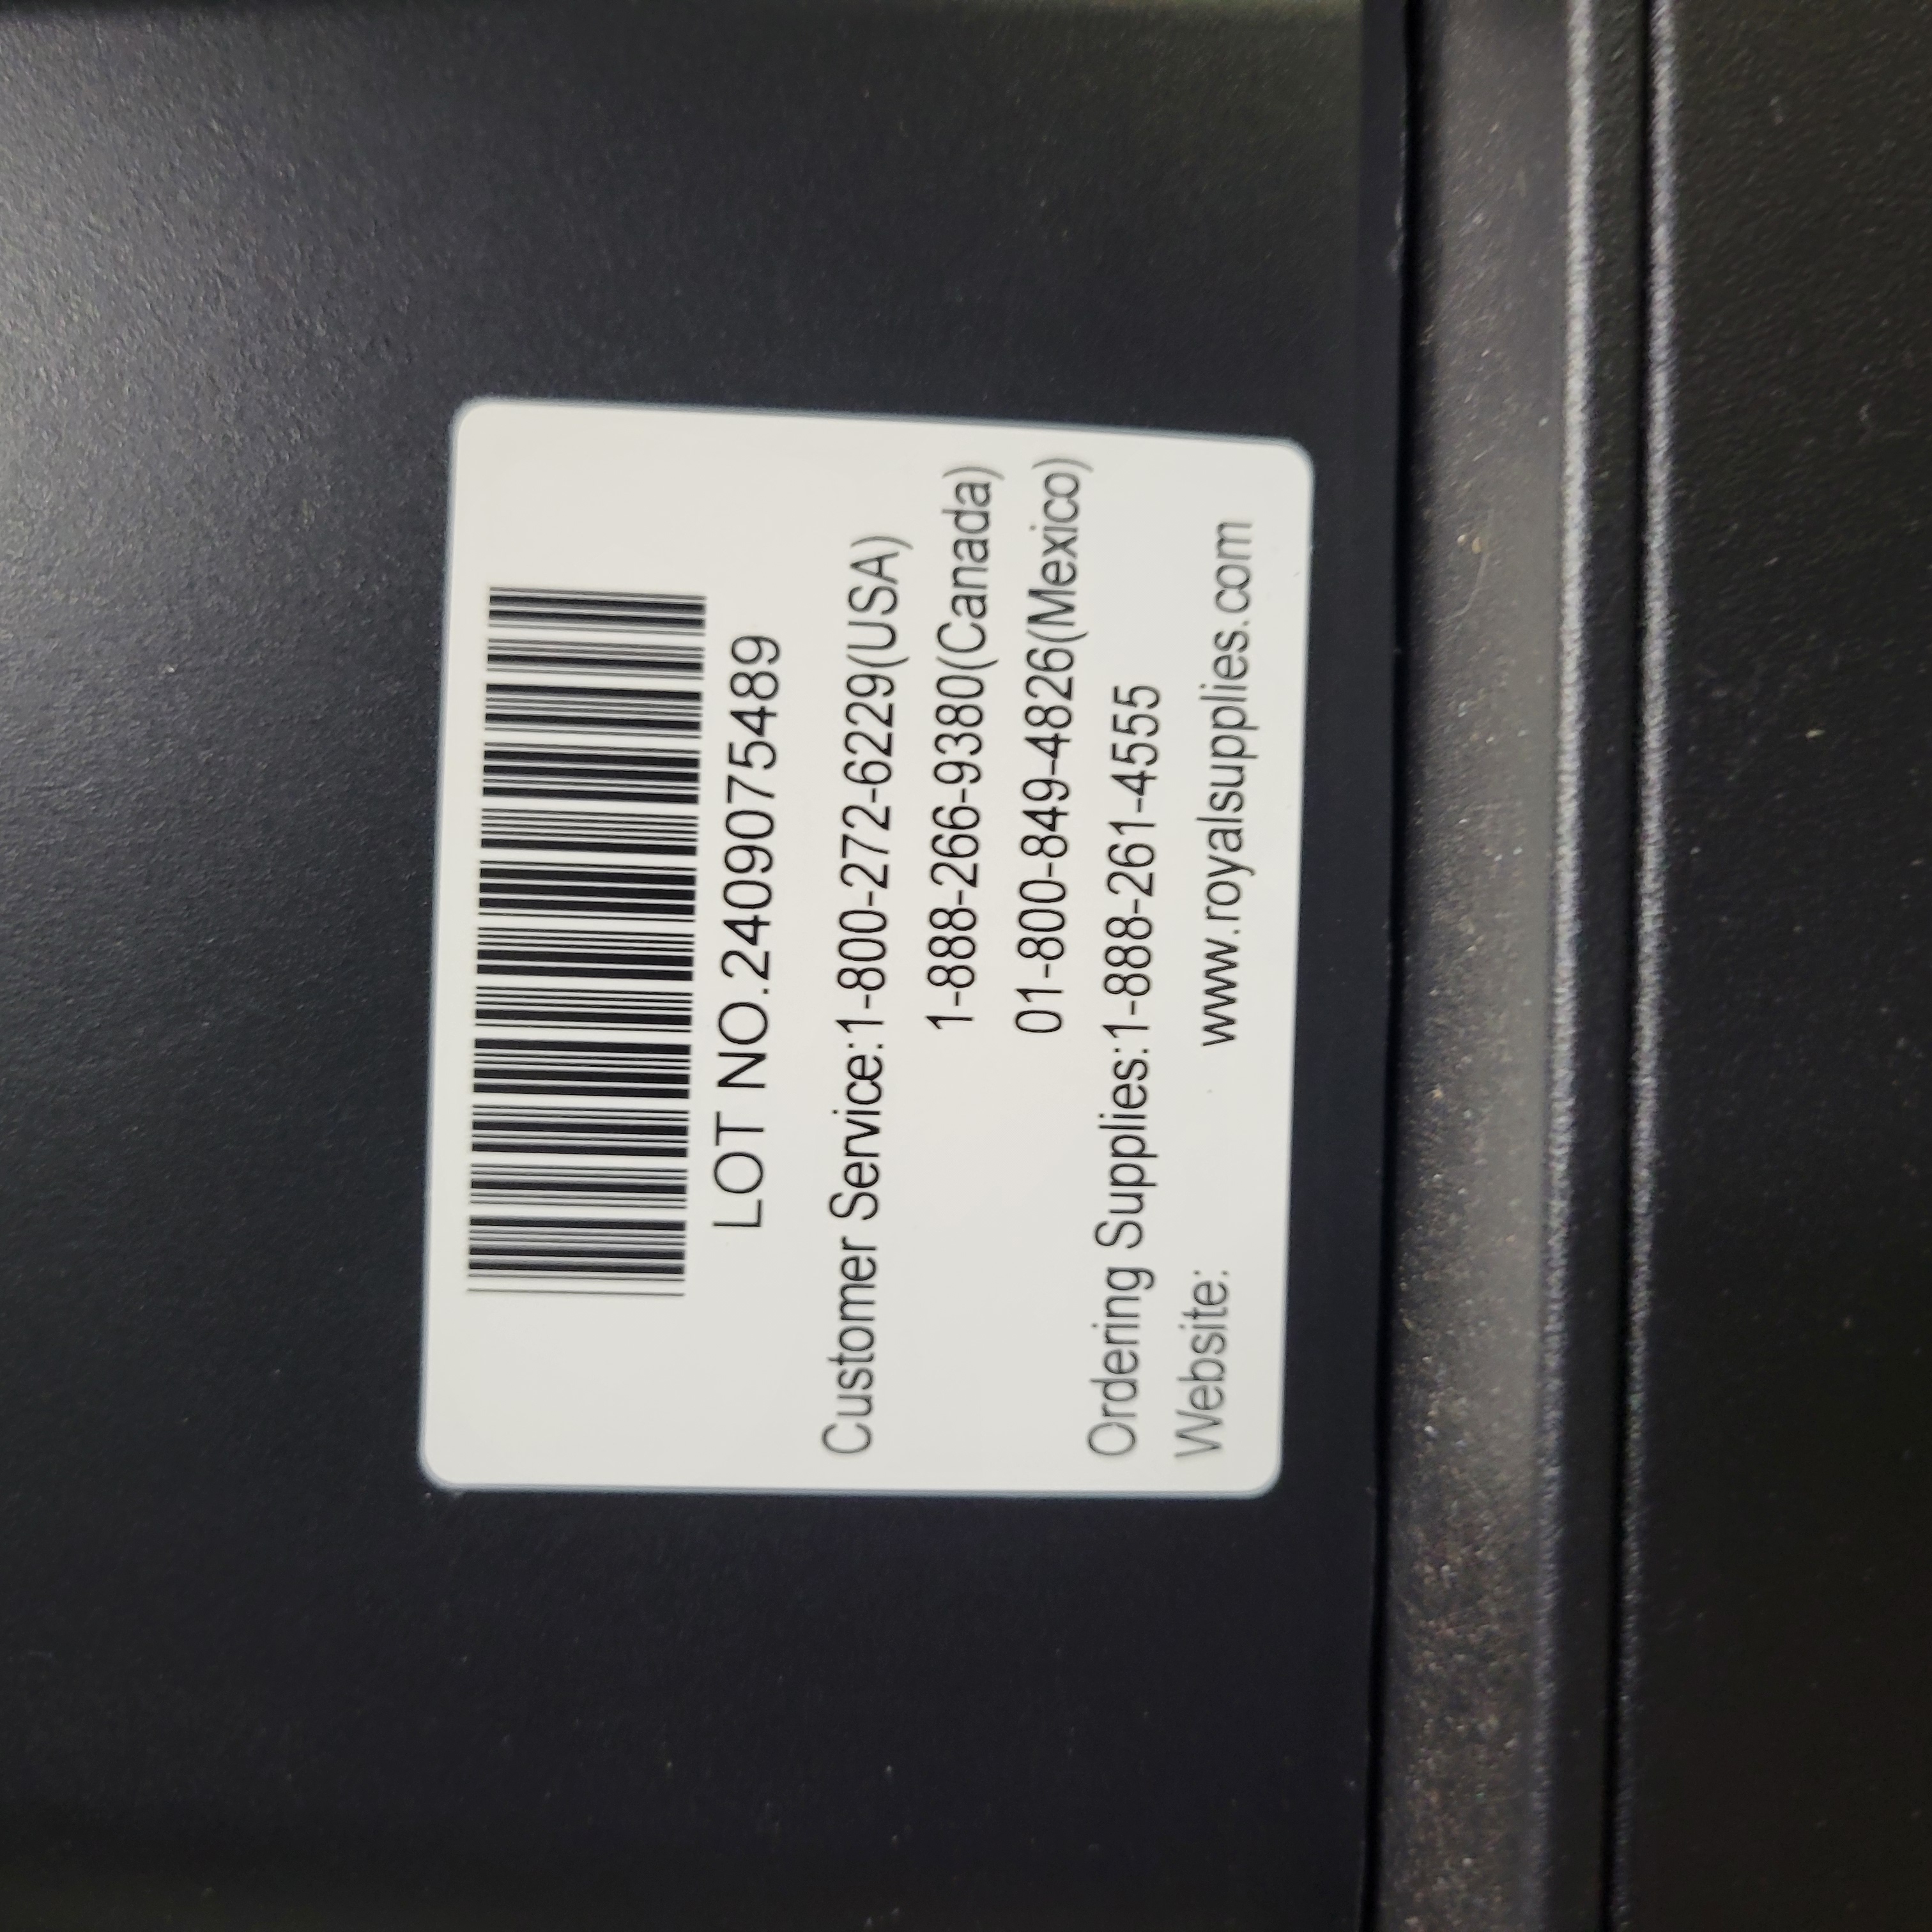 LOT NO.2409075489
Customer Service:1-800-272-6229(USA)
1-888-266-9380(Canada)
01-800-849-4826(Mexico)
Ordering Supplies:1-888-261-4555
Website: www.royalsupplies.com